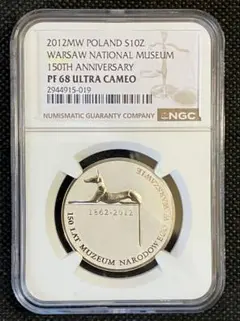 2012MW POLAND S10Z
WARSAW NATIONAL MUSEUM
150TH ANNIVERSARY
PF 68 ULTRA CAMEO
2944915-019
NUMISMATIC GUARANTY COMPANY
NGC
1862-2012
150 LAT MUZEUM NARODOWEGO W WARSZAWIE